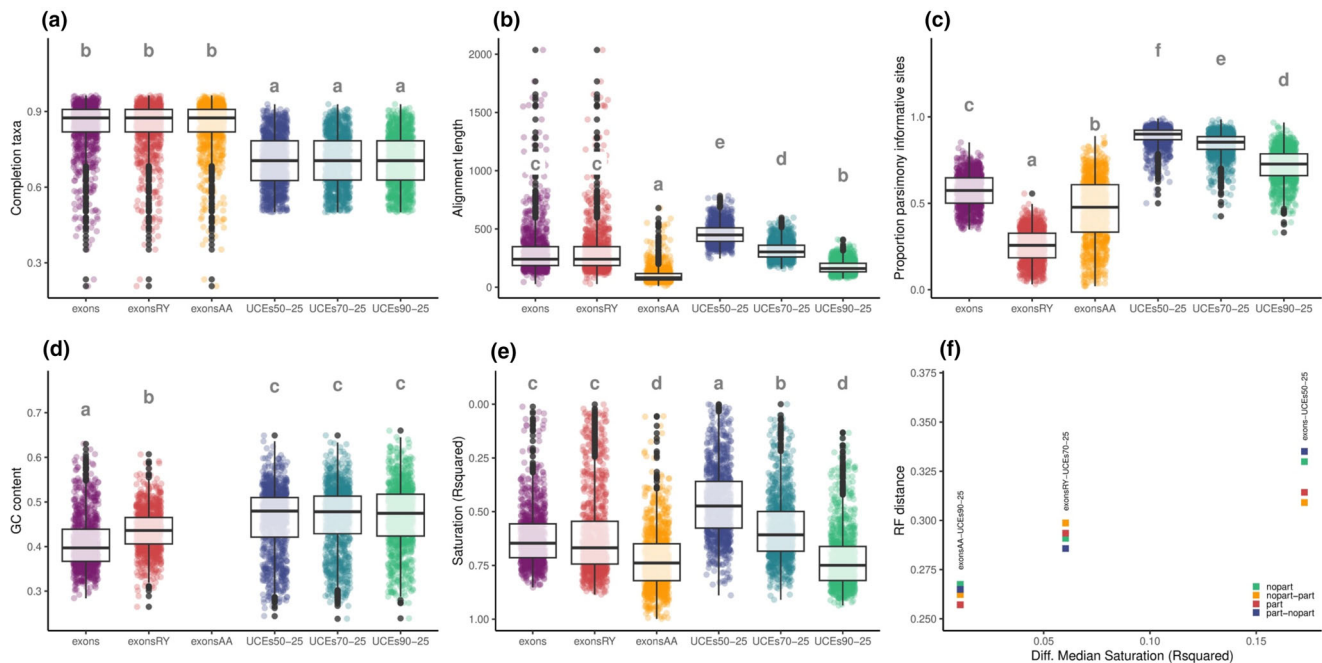 (a)
b b b
a a a
Completion taxa
0.9
0.6
0.3
exons exonsRY exonsAA UCEs50-25 UCEs70-25 UCEs90-25
(b)
c c a e d b
Alignment length
2000
1500
1000
500
0
exons exonsRY exonsAA UCEs50-25 UCEs70-25 UCEs90-25
(c)
c a b f e d
Proportion parsimony informative sites
1.0
0.5
0.0
exons exonsRY exonsAA UCEs50-25 UCEs70-25 UCEs90-25
(d)
a b c c c
GC content
0.7
0.6
0.5
0.4
0.3
exons exonsRY exonsAA UCEs50-25 UCEs70-25 UCEs90-25
(e)
c c d a b d
Saturation (Rsquared)
0.00
0.25
0.50
0.75
1.00
exons exonsRY exonsAA UCEs50-25 UCEs70-25 UCEs90-25
(f)
RF distance
0.375
0.350
0.325
0.300
0.275
0.250
exonsAA-UCEs90-25
exonsRY-UCEs70-25
exons-UCEs50-25
nopart
nopart-part
part
part-nopart
0.05 0.10 0.15
Diff. Median Saturation (Rsquared)